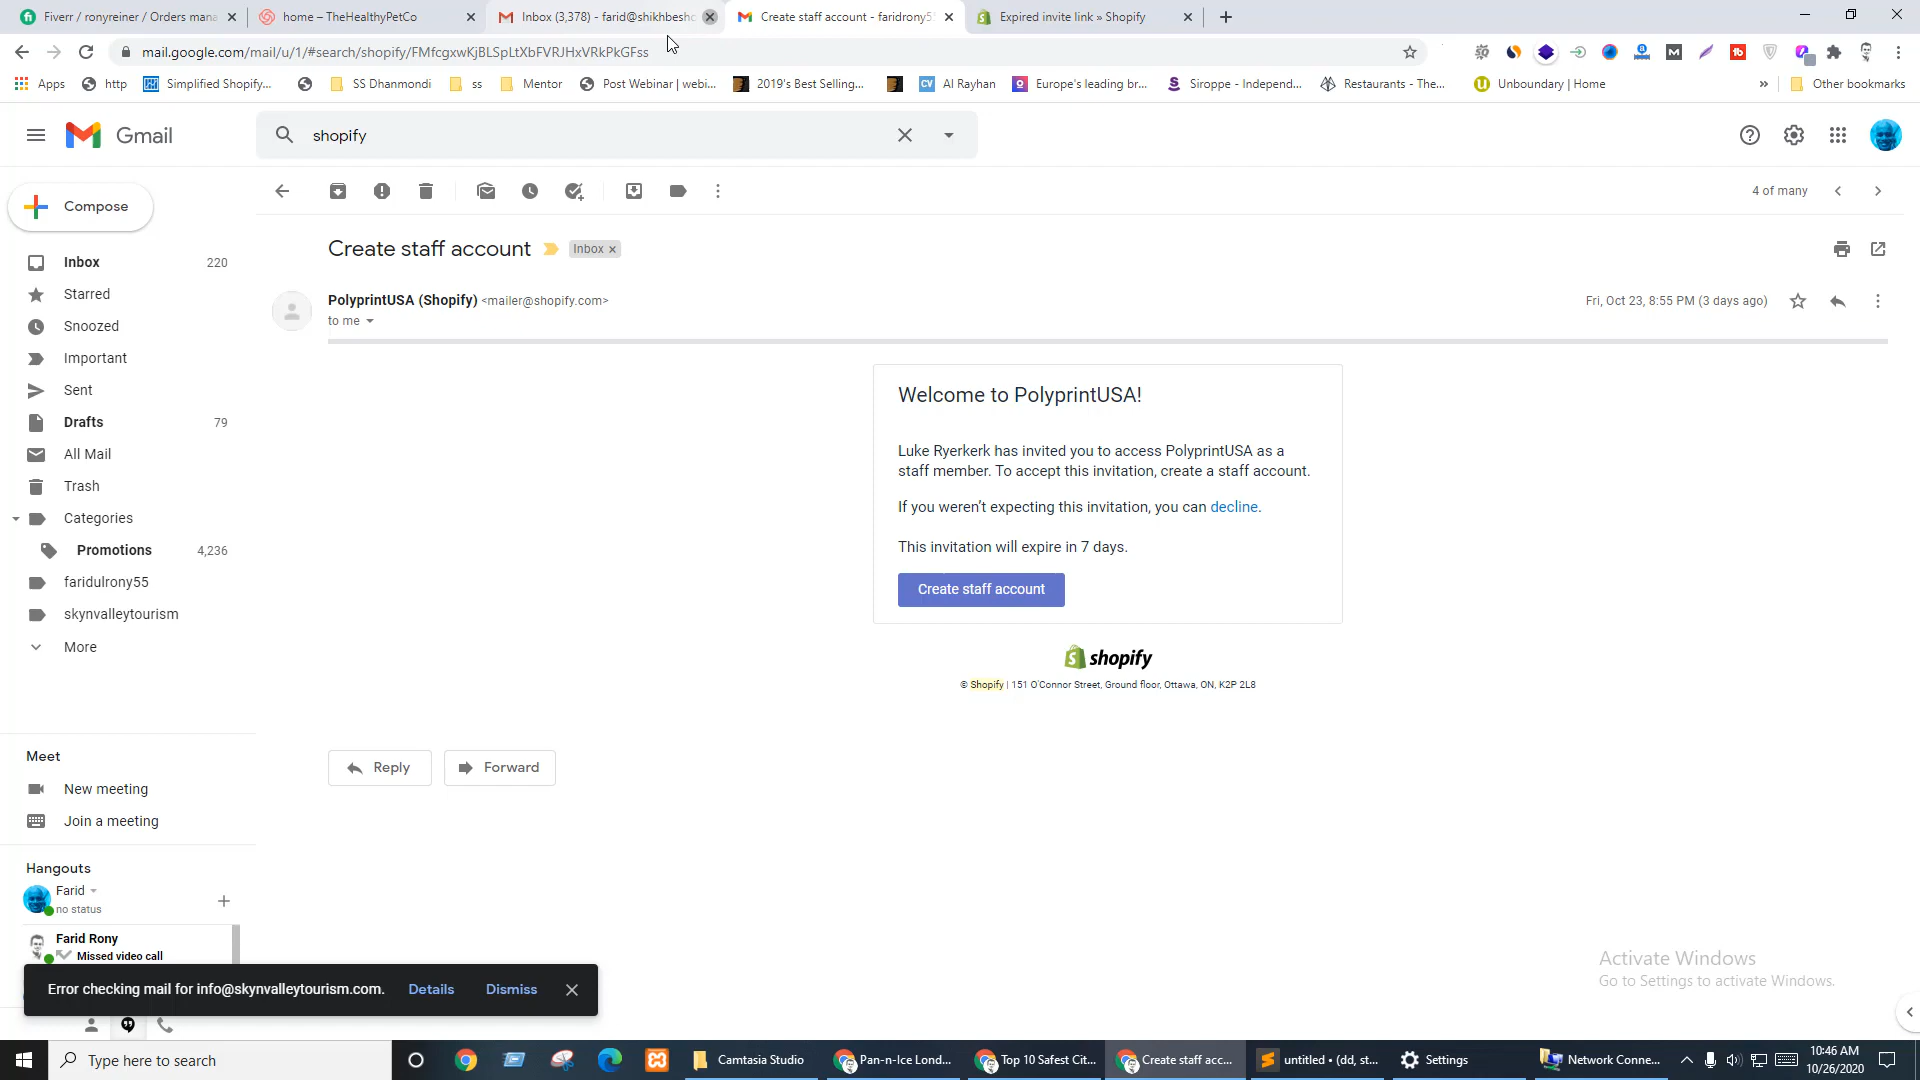 Fiverr / ronyreiner / Orders mana
home – TheHealthyPetCo
Inbox (3,378) - farid@shikhbesho
Create staff account - faridrony5
Expired invite link » Shopify
mail.google.com/mail/u/1/#search/shopify/FMfcgxwKjBLSpLtXbFVRJHxVRkPkGFss
Apps
http
Simplified Shopify...
SS Dhanmondi
ss
Mentor
Post Webinar | webi...
2019's Best Selling...
Al Rayhan
Europe's leading br...
Siroppe - Independ...
Restaurants - The...
Unboundary | Home
»
Other bookmarks
Gmail
shopify
Compose
4 of many
Create staff account
Inbox ×
Inbox 220
Starred
Snoozed
Important
Sent
Drafts 79
All Mail
Trash
Categories
Promotions 4,236
faridulrony55
skynvalleytourism
More
PolyprintUSA (Shopify) <mailer@shopify.com>
Fri, Oct 23, 8:55 PM (3 days ago)
to me
Welcome to PolyprintUSA!
Luke Ryerkerk has invited you to access PolyprintUSA as a
staff member. To accept this invitation, create a staff account.
If you weren't expecting this invitation, you can decline.
This invitation will expire in 7 days.
Create staff account
shopify
© Shopify | 151 O'Connor Street, Ground floor, Ottawa, ON, K2P 2L8
Reply
Forward
Meet
New meeting
Join a meeting
Hangouts
Farid
no status
Farid Rony
Missed video call
Error checking mail for info@skynvalleytourism.com. Details Dismiss
Activate Windows
Go to Settings to activate Windows.
Type here to search
Camtasia Studio
Pan-n-Ice Lond...
Top 10 Safest Cit...
Create staff acc...
untitled • (dd, st...
Settings
Network Conne...
10:46 AM
10/26/2020